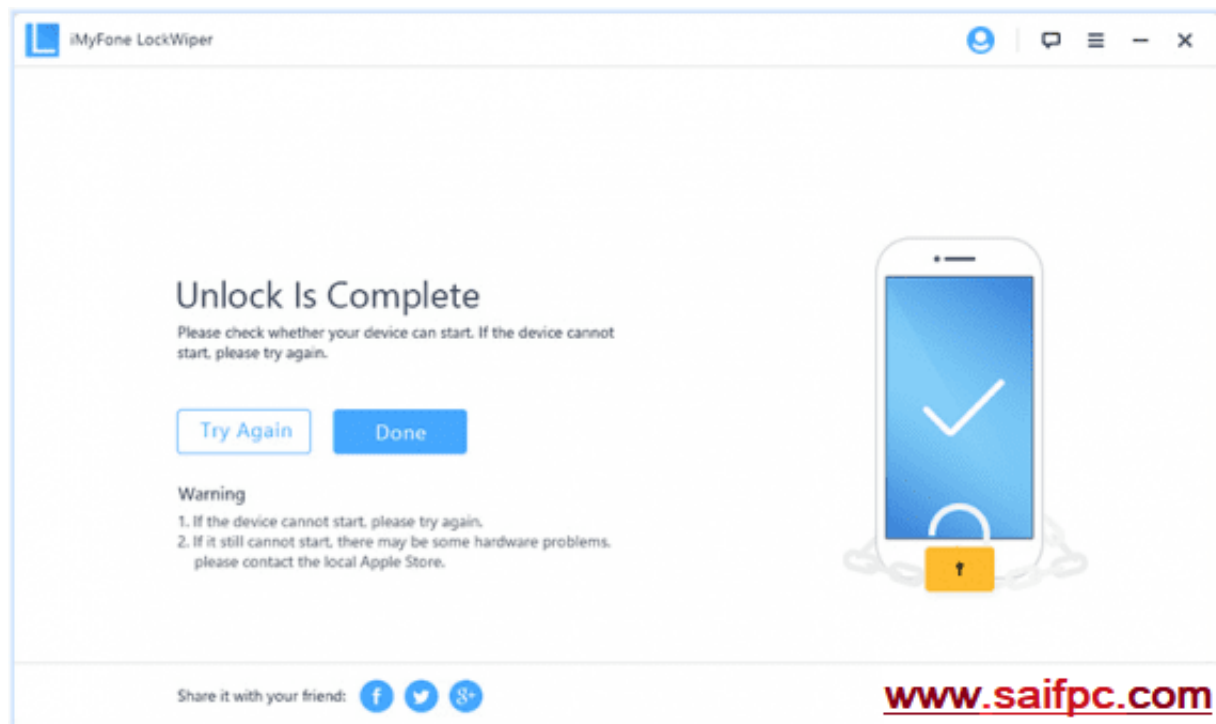 iMyFone LockWiper
Unlock Is Complete
Please check whether your device can start. If the device cannot
start, please try again.
Try Again
Done
Warning
1. If the device cannot start, please try again.
2. If it still cannot start, there may be some hardware problems.
please contact the local Apple Store.
Share it with your friend:
f
8+
www.saifpc.com